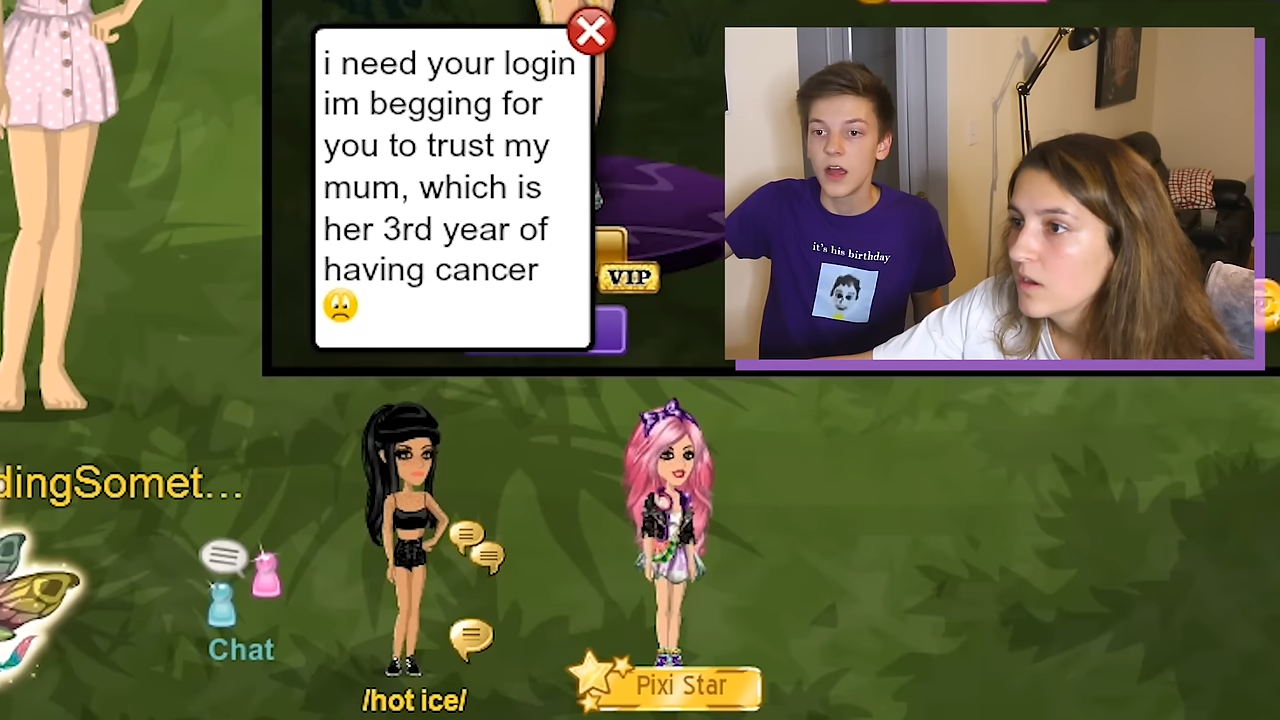 i need your login
im begging for
you to trust my
mum, which is
her 3rd year of
having cancer
VIP
it's his birthday
dingSomet...
Chat
/hot ice/
Pixi Star